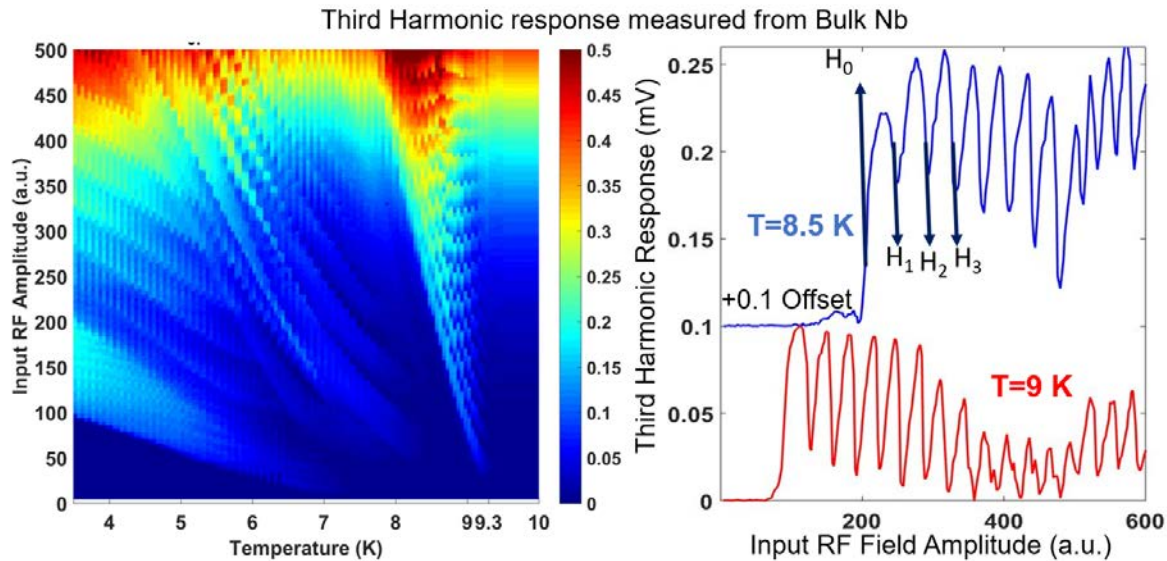 Third Harmonic response measured from Bulk Nb
500
450
400
350
300
250
200
150
100
50
0
Input RF Amplitude (a.u.)
4 5 6 7 8 99.3 10
Temperature (K)
0.5
0.45
0.4
0.35
0.3
0.25
0.2
0.15
0.1
0.05
0
Third Harmonic Response (mV)
0.25
0.2
0.15
0.1
0.05
0
H0
T=8.5 K
H1 H2 H3
+0.1 Offset
T=9 K
200 400 600
Input RF Field Amplitude (a.u.)